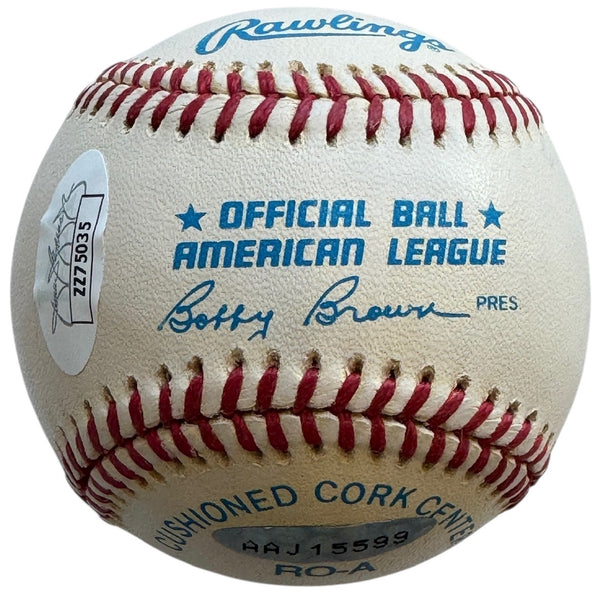 Rawlings®
★ OFFICIAL BALL ★
AMERICAN LEAGUE
Bobby Brown PRES.
ZZ75035
CUSHIONED CORK CENTER
AAJ15599
RO-A